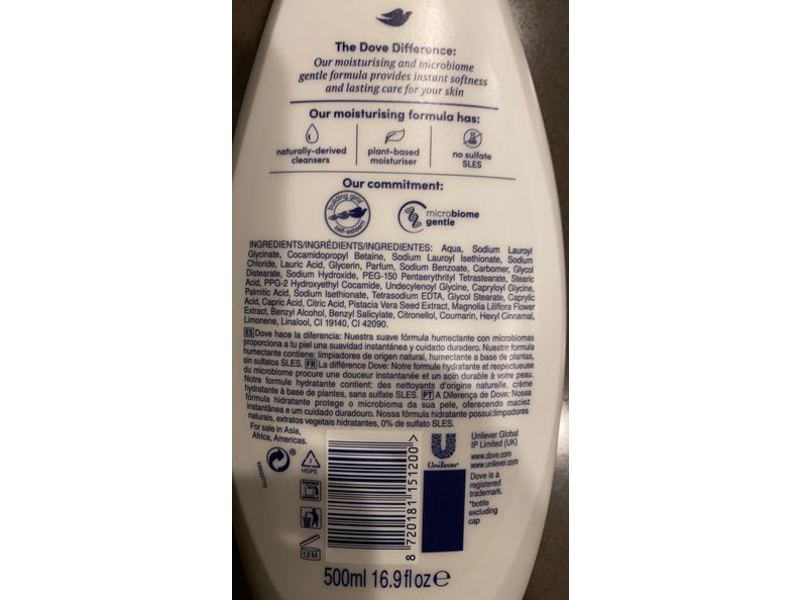 The Dove Difference:
Our moisturising and microbiome
gentle formula provides instant softness
and lasting care for your skin
Our moisturising formula has:
naturally-derived
cleansers
plant-based
moisturiser
no sulfate
SLES
Our commitment:
building girls'
self-esteem
microbiome
gentle
INGREDIENTS/INGRÉDIENTS/INGREDIENTES: Aqua, Sodium Lauroyl
Glycinate, Cocamidopropyl Betaine, Sodium Lauroyl Isethionate, Sodium
Chloride, Lauric Acid, Glycerin, Parfum, Sodium Benzoate, Carbomer, Glycol
Distearate, Sodium Hydroxide, PEG-150 Pentaerythrityl Tetrastearate, Stearic
Acid, PPG-2 Hydroxyethyl Cocamide, Undecylenoyl Glycine, Capryloyl Glycine,
Palmitic Acid, Sodium Isethionate, Tetrasodium EDTA, Glycol Stearate, Caprylic
Acid, Capric Acid, Citric Acid, Pistacia Vera Seed Extract, Magnolia Liliflora Flower
Extract, Benzyl Alcohol, Benzyl Salicylate, Citronellol, Coumarin, Hexyl Cinnamal,
Limonene, Linalool, CI 19140, CI 42090.
ES Dove hace la diferencia: Nuestra suave fórmula humectante con microbiomas
proporciona a tu piel una suavidad instantánea y cuidado duradero. Nuestre formula
humectante contiene: limpiadores de origen natural, humectante a base de plantas,
sin sulfatos SLES. FR La différence Dove: Notre formule hydratante et respectueuse
du microbiome procure une douceur instantanée et un soin durable à votre peau.
Notre formule hydratante contient: des nettoyants d'origine naturelle, crème
hydratante à base de plantes, sans sulfate SLES. PT A Diferença de Dove: Nossa
fórmula hidratante protege o microbioma da sua pele, oferecendo maciez
instantânea e um cuidado duradouro. Nossa fórmula hidratante possui:limpadores
naturais, extratos vegetais hidratantes, 0% de sulfato SLES.
For sale in Asia,
Africa, Americas.
2
HDPE
12M
8 720181 151200
Unilever
Unilever Global
IP Limited (UK)
www.dove.com
www.unilever.com
Dove is a
registered
trademark.
*bottle
excluding
cap
500ml 16.9fl oz e